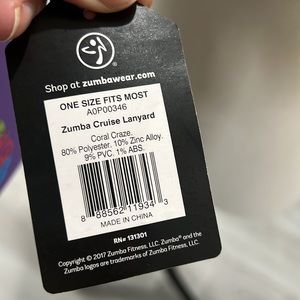 Shop at zumbawear.com
ONE SIZE FITS MOST
A0P00346
Zumba Cruise Lanyard
Coral Craze.
80% Polyester. 10% Zinc Alloy.
9% PVC. 1% ABS.
8 88562 11934 3
MADE IN CHINA
RN# 131301
Copyright © 2017 Zumba Fitness, LLC. Zumba® and the
Zumba logos are trademarks of Zumba Fitness, LLC.